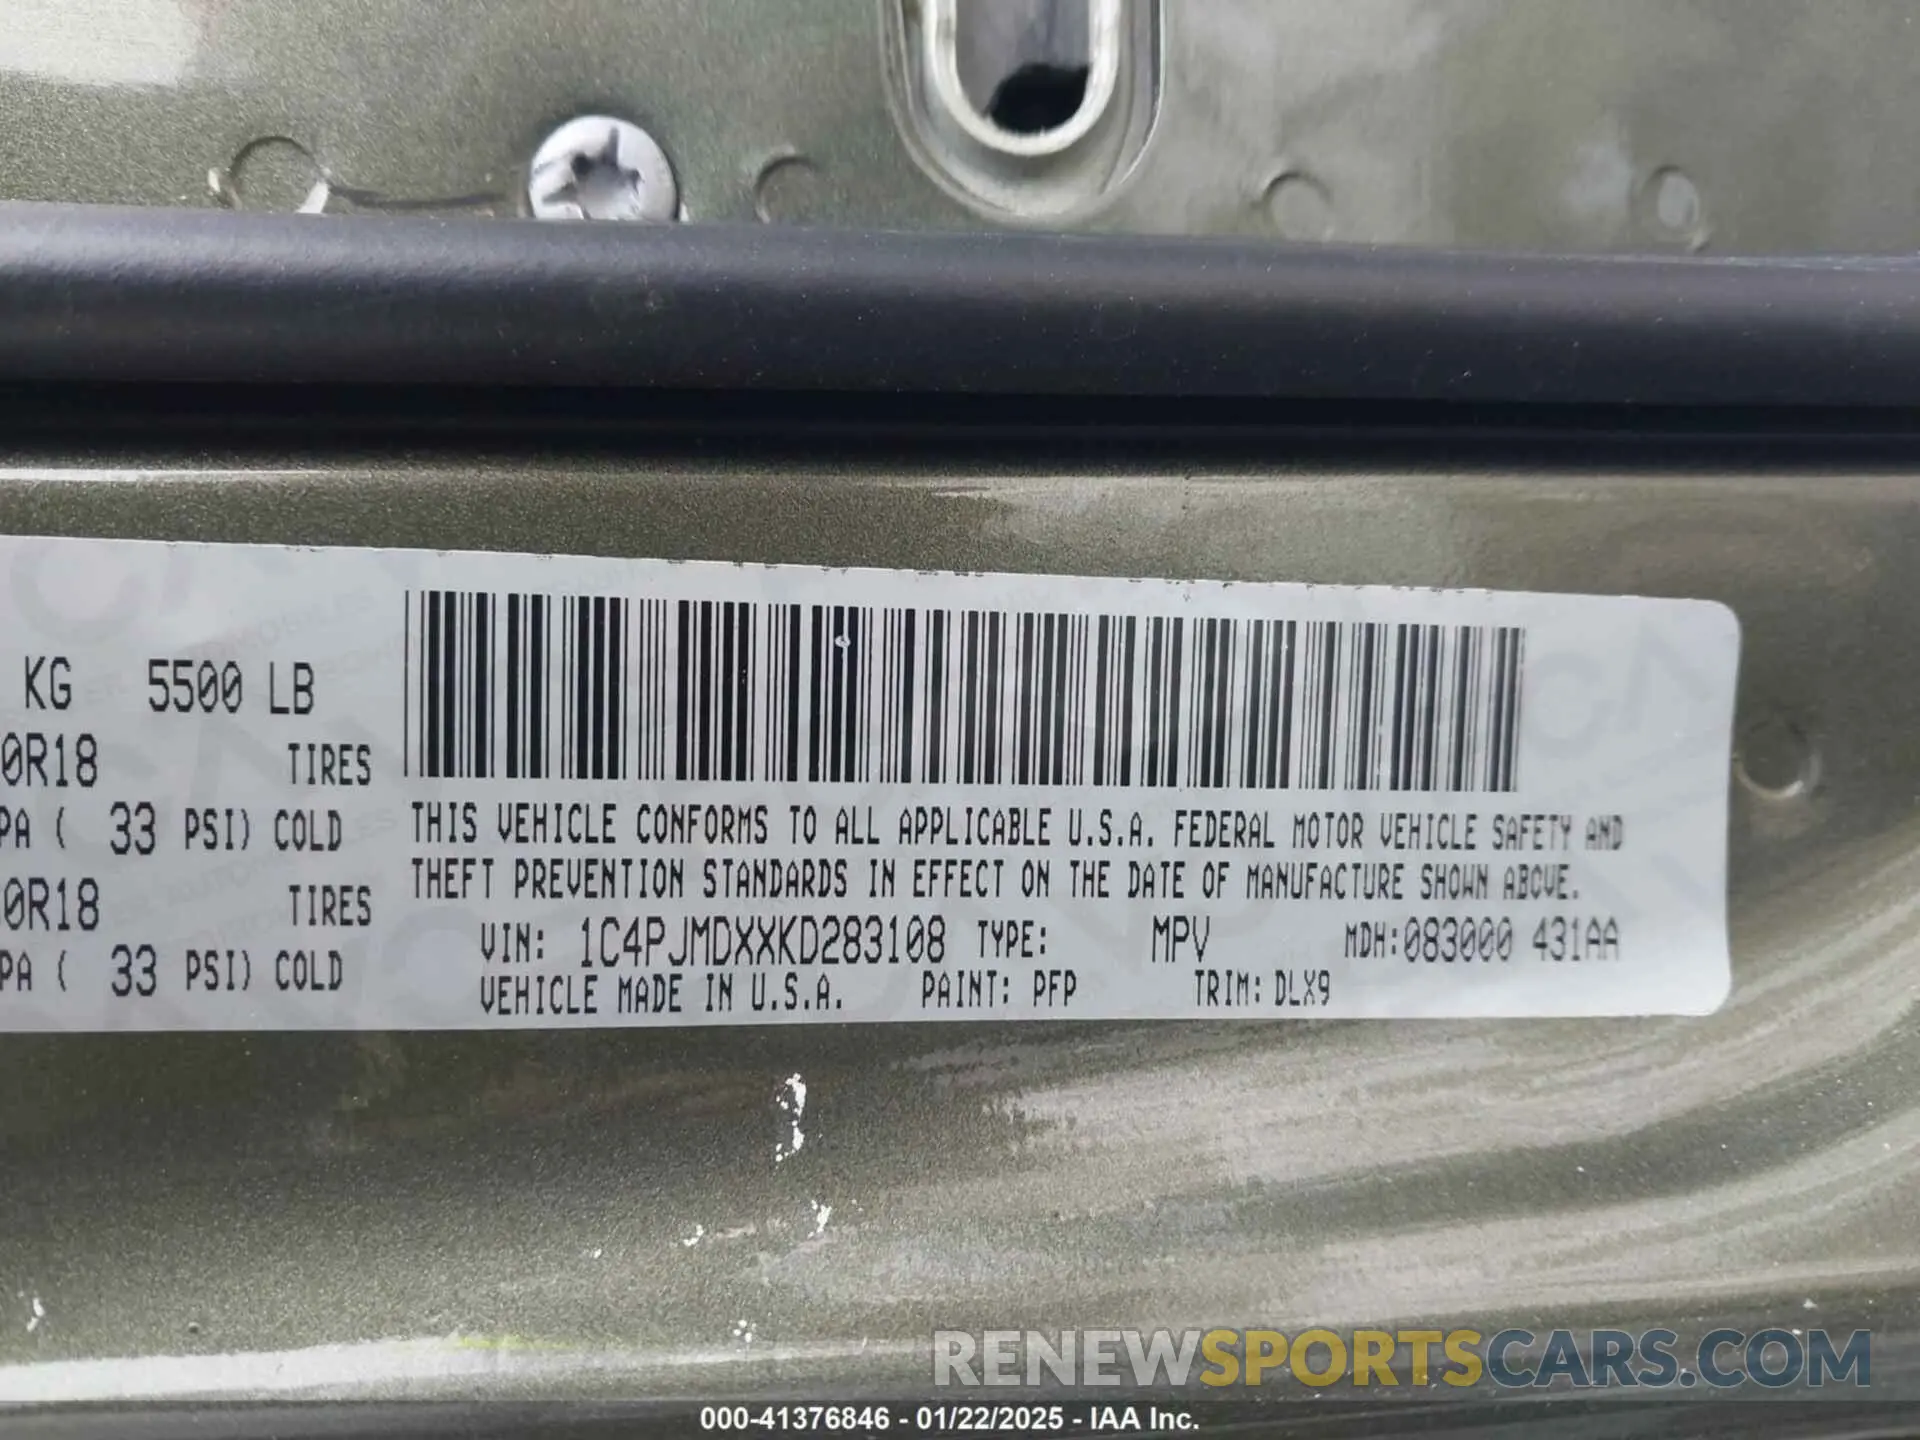 KG 5500 LB
0R18 TIRES
PA ( 33 PSI) COLD
0R18 TIRES
PA ( 33 PSI) COLD
THIS VEHICLE CONFORMS TO ALL APPLICABLE U.S.A. FEDERAL MOTOR VEHICLE SAFETY AND
THEFT PREVENTION STANDARDS IN EFFECT ON THE DATE OF MANUFACTURE SHOWN ABOVE.
VIN: 1C4PJMDXXKD283108 TYPE: MPV MDH:083000 431AA
VEHICLE MADE IN U.S.A. PAINT: PFP TRIM: DLX9
RENEWSPORTSCARS.COM
000-41376846 - 01/22/2025 - IAA Inc.